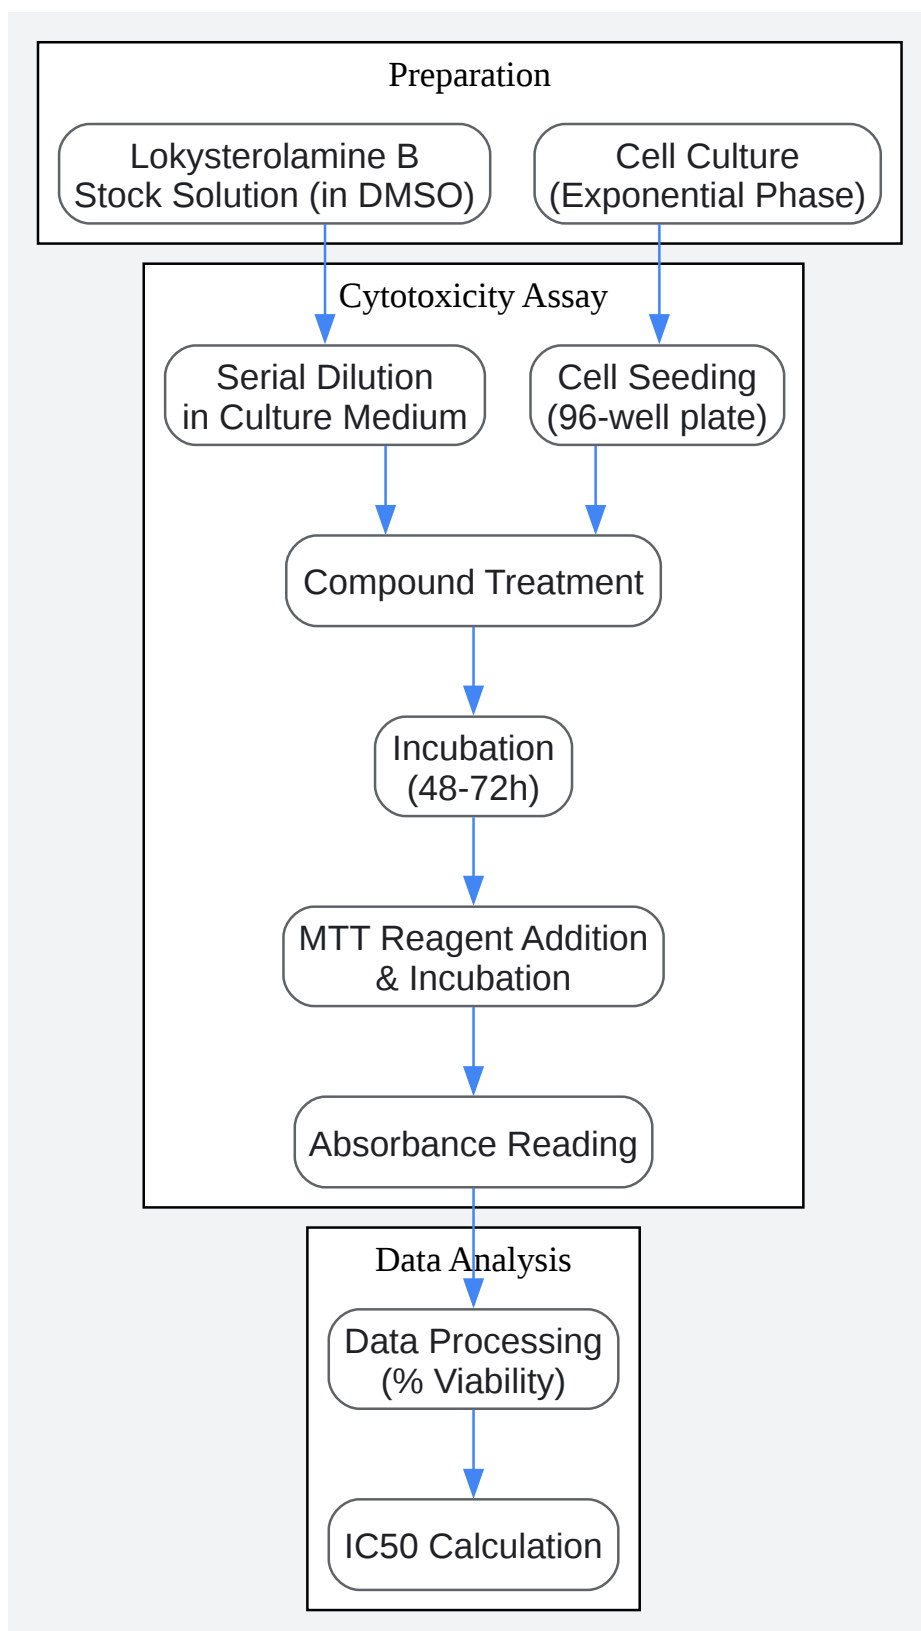 Preparation
Lokysterolamine B
Stock Solution (in DMSO)
Cell Culture
(Exponential Phase)
Cytotoxicity Assay
Serial Dilution
in Culture Medium
Cell Seeding
(96-well plate)
Compound Treatment
Incubation
(48-72h)
MTT Reagent Addition
& Incubation
Absorbance Reading
Data Analysis
Data Processing
(% Viability)
IC50 Calculation